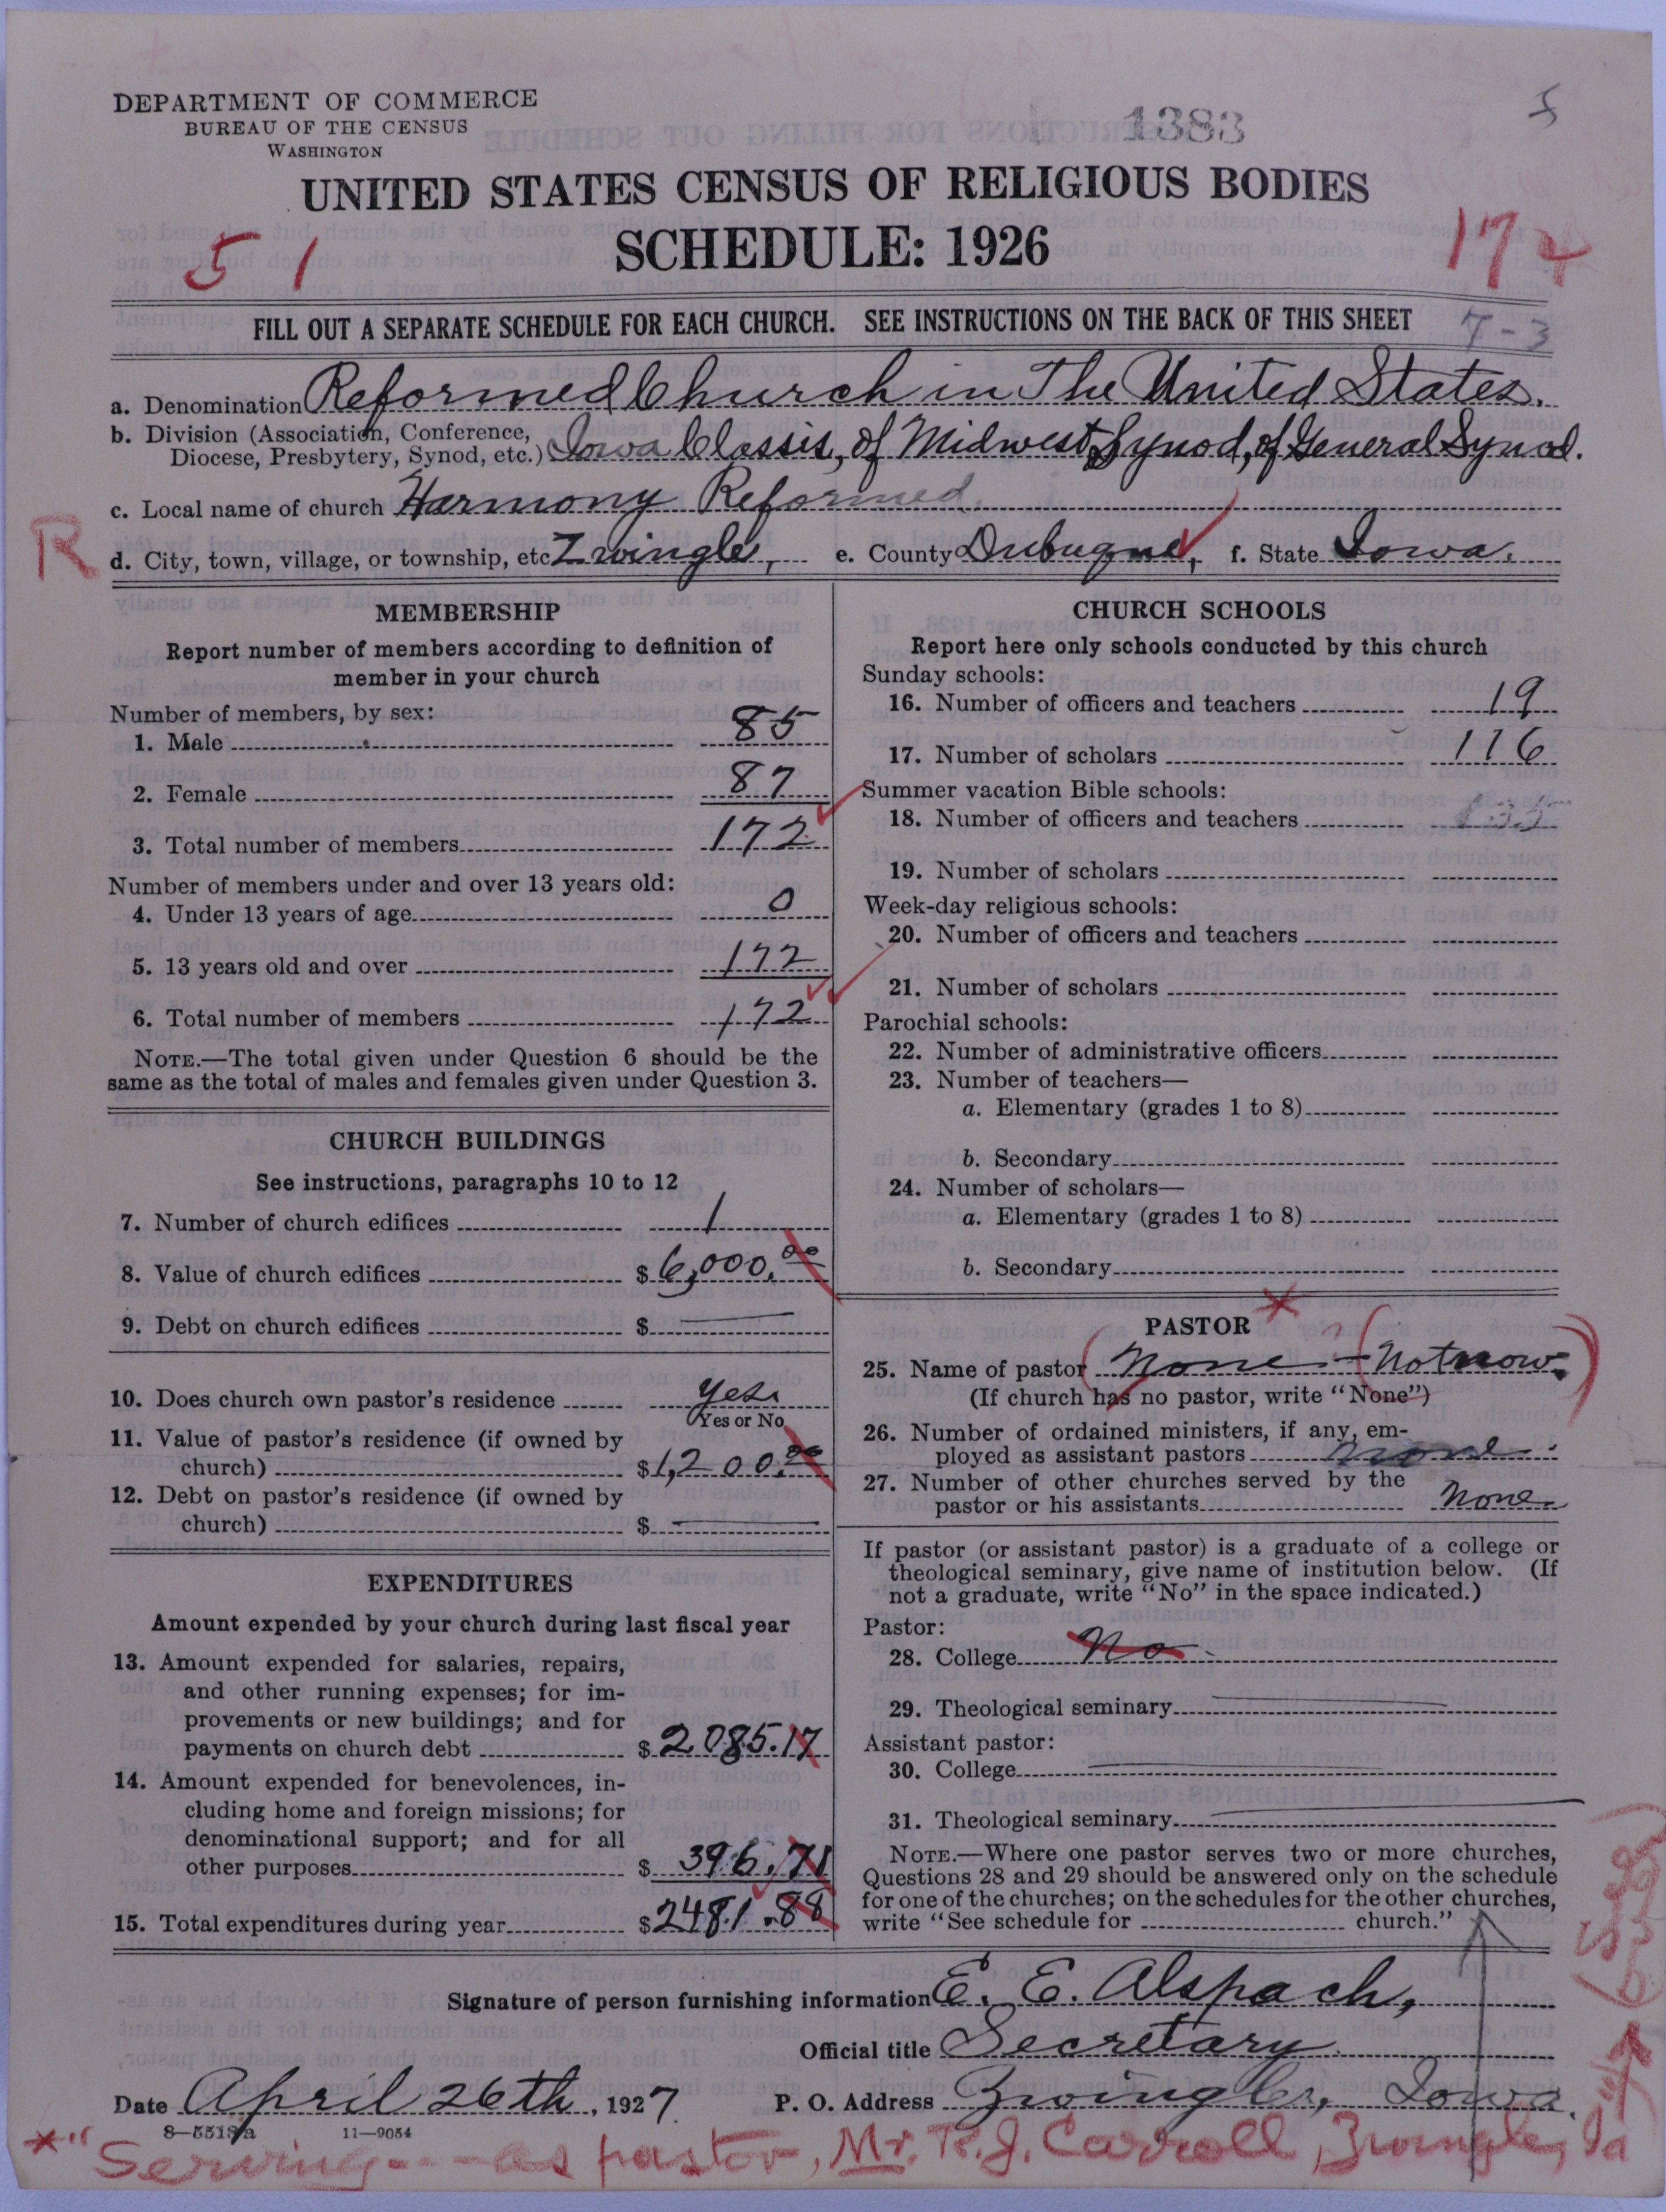 DEPARTMENT OF COMMERCE
BUREAU OF THE CENSUS
WASHINGTON
1383
UNITED STATES CENSUS OF RELIGIOUS BODIES
SCHEDULE: 1926
51
174
FILL OUT A SEPARATE SCHEDULE FOR EACH CHURCH. SEE INSTRUCTIONS ON THE BACK OF THIS SHEET
7-3
a. Denomination Reformed Church in The United States.
b. Division (Association, Conference, Diocese, Presbytery, Synod, etc.) Iowa Classis, of Midwest Synod, of General Synod.
c. Local name of church Harmony Reformed
R
d. City, town, village, or township, etc Zwingle, e. County Dubuque, f. State Iowa.
MEMBERSHIP
Report number of members according to definition of
member in your church
Number of members, by sex:
1. Male 85
2. Female 87
3. Total number of members 172
Number of members under and over 13 years old:
4. Under 13 years of age 0
5. 13 years old and over 172
6. Total number of members 172
NOTE.—The total given under Question 6 should be the
same as the total of males and females given under Question 3.
CHURCH BUILDINGS
See instructions, paragraphs 10 to 12
7. Number of church edifices 1
8. Value of church edifices $ 6,000.00
9. Debt on church edifices $
10. Does church own pastor's residence Yes
Yes or No
11. Value of pastor's residence (if owned by
church) $ 1,200.00
12. Debt on pastor's residence (if owned by
church) $
EXPENDITURES
Amount expended by your church during last fiscal year
13. Amount expended for salaries, repairs,
and other running expenses; for im-
provements or new buildings; and for
payments on church debt $ 2085.17
14. Amount expended for benevolences, in-
cluding home and foreign missions; for
denominational support; and for all
other purposes $ 396.71
15. Total expenditures during year $ 2481.88
CHURCH SCHOOLS
Report here only schools conducted by this church
Sunday schools:
16. Number of officers and teachers 19
17. Number of scholars 116
Summer vacation Bible schools:
18. Number of officers and teachers 135
19. Number of scholars
Week-day religious schools:
20. Number of officers and teachers
21. Number of scholars
Parochial schools:
22. Number of administrative officers
23. Number of teachers—
a. Elementary (grades 1 to 8)
b. Secondary
24. Number of scholars—
a. Elementary (grades 1 to 8)
b. Secondary
PASTOR
25. Name of pastor None - (Not now.)
(If church has no pastor, write "None")
26. Number of ordained ministers, if any, em-
ployed as assistant pastors none
27. Number of other churches served by the
pastor or his assistants None
If pastor (or assistant pastor) is a graduate of a college or
theological seminary, give name of institution below. (If
not a graduate, write "No" in the space indicated.)
Pastor:
28. College No
29. Theological seminary
Assistant pastor:
30. College
31. Theological seminary
NOTE.—Where one pastor serves two or more churches,
Questions 28 and 29 should be answered only on the schedule
for one of the churches; on the schedules for the other churches,
write "See schedule for church."
Signature of person furnishing information E. E. Alspach,
Official title Secretary
Date April 26th, 1927. P. O. Address Zwingle, Iowa.
8—5513a 11—9054
*"Serving--- as pastor, Mr. R.J. Carroll, Zwingle, Ia"